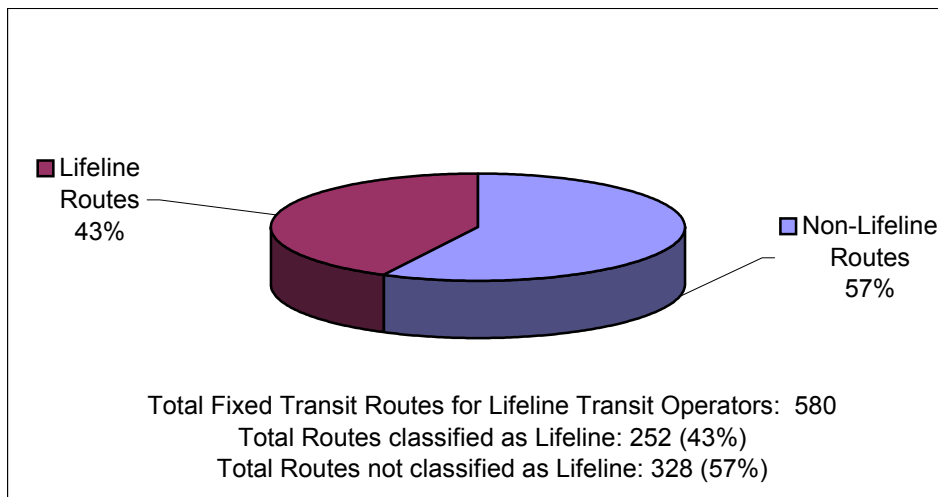 Lifeline
Routes
43%
Non-Lifeline
Routes
57%
Total Fixed Transit Routes for Lifeline Transit Operators:  580
Total Routes classified as Lifeline: 252 (43%)
Total Routes not classified as Lifeline: 328 (57%)